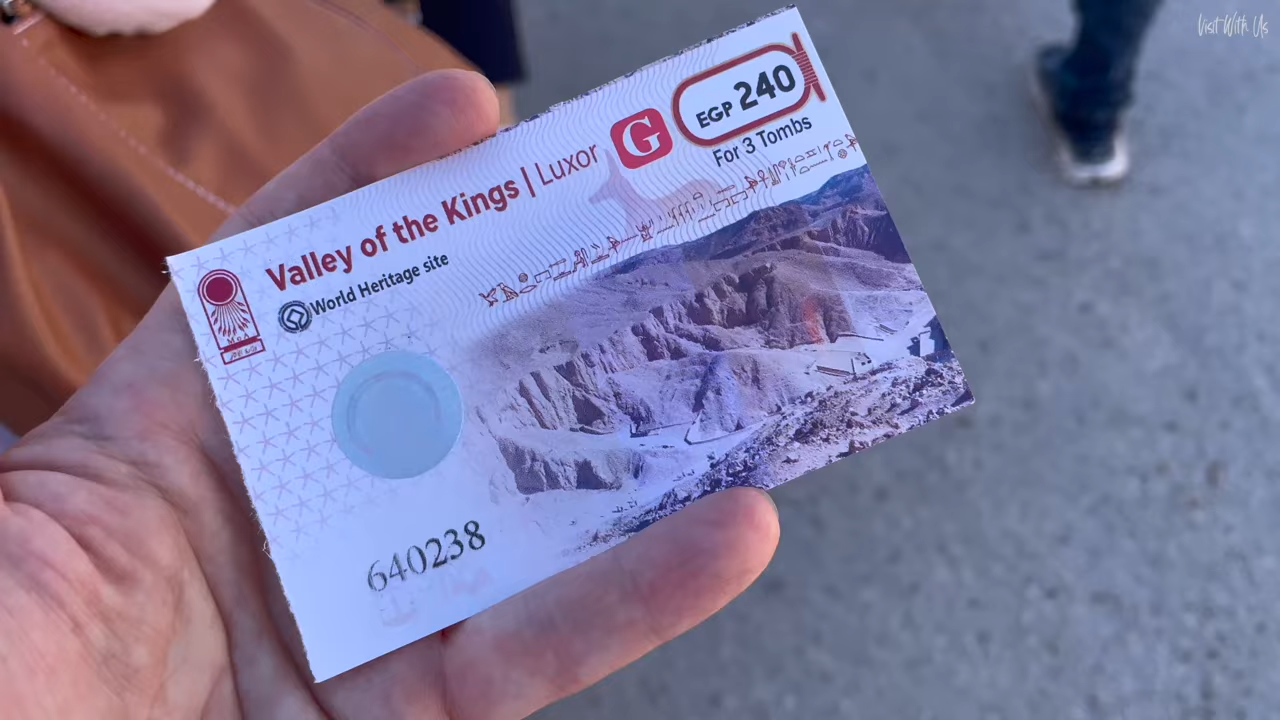 Visit With Us
EGP 240
G
For 3 Tombs
Valley of the Kings | Luxor
World Heritage site
640238